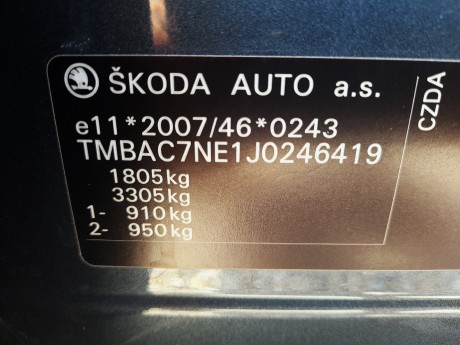 ŠKODA AUTO a.s.
e11*2007/46*0243
TMBAC7NE1J0246419
1805kg
3305kg
1- 910kg
2- 950kg
CZDA